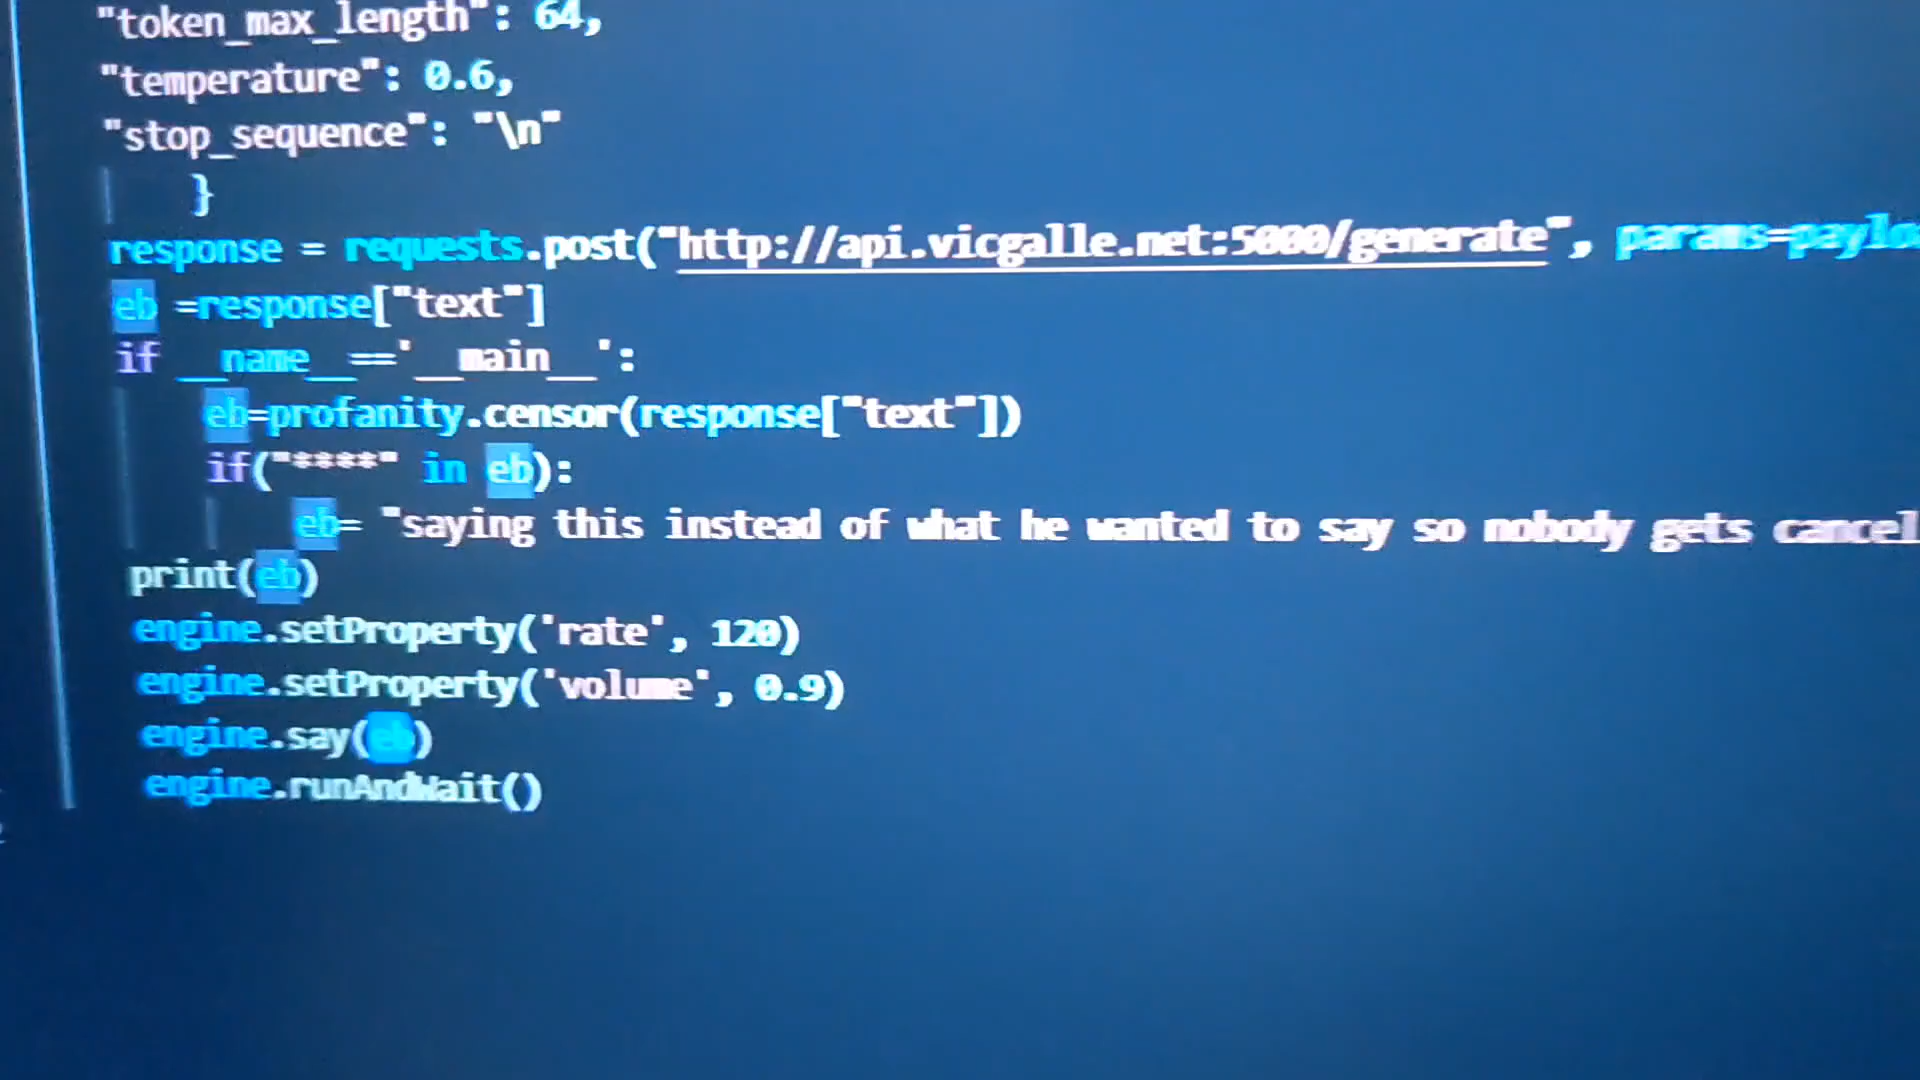 "token_max_length": 64,
"temperature": 0.6,
"stop_sequence": "\n"
}
response = requests.post("http://api.vicgalle.net:5000/generate", params=paylo
eb =response["text"]
if __name__=='__main__':
eb=profanity.censor(response["text"])
if("****" in eb):
eb= "saying this instead of what he wanted to say so nobody gets cancel
print(eb)
engine.setProperty('rate', 120)
engine.setProperty('volume', 0.9)
engine.say(eb)
engine.runAndWait()